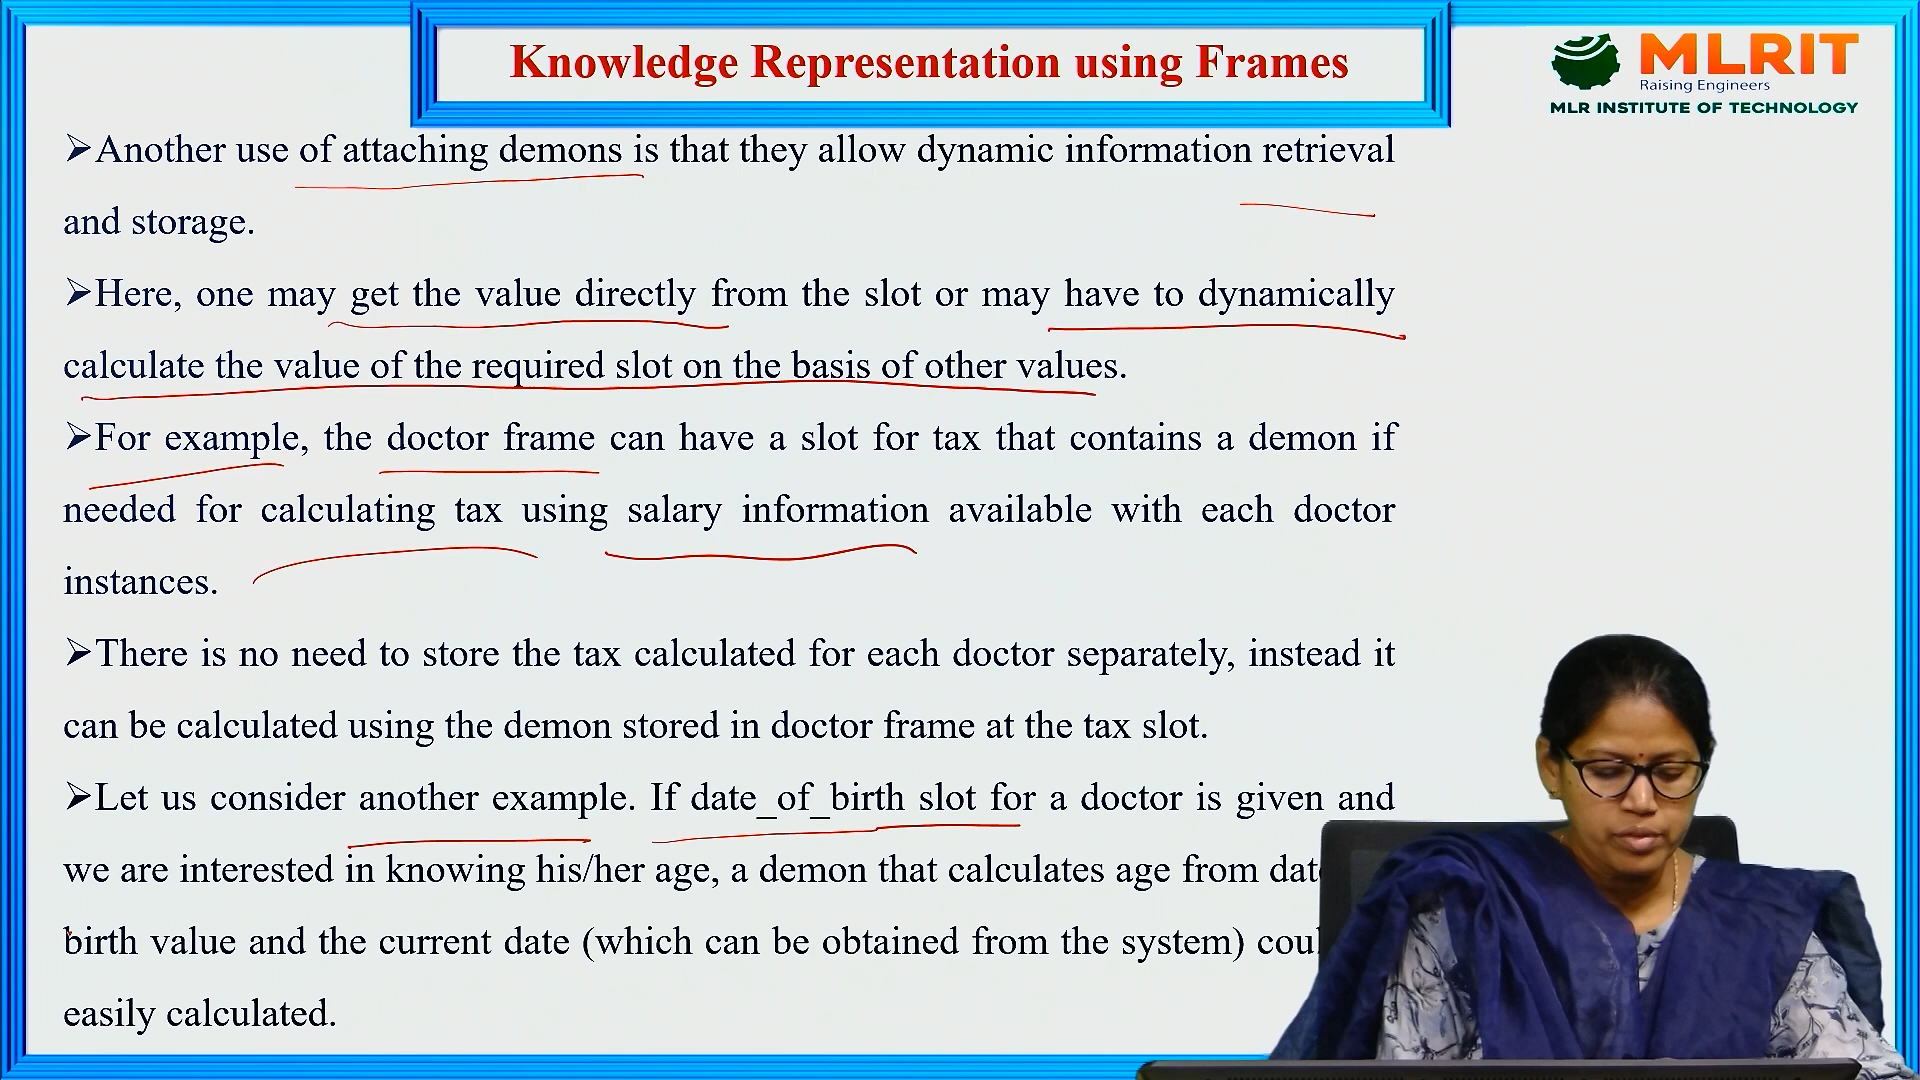 Knowledge Representation using Frames
MLRIT
Raising Engineers
MLR INSTITUTE OF TECHNOLOGY
➢Another use of attaching demons is that they allow dynamic information retrieval
and storage.
➢Here, one may get the value directly from the slot or may have to dynamically
calculate the value of the required slot on the basis of other values.
➢For example, the doctor frame can have a slot for tax that contains a demon if
needed for calculating tax using salary information available with each doctor
instances.
➢There is no need to store the tax calculated for each doctor separately, instead it
can be calculated using the demon stored in doctor frame at the tax slot.
➢Let us consider another example. If date_of_birth slot for a doctor is given and
we are interested in knowing his/her age, a demon that calculates age from
birth value and the current date (which can be obtained from the system)
easily calculated.